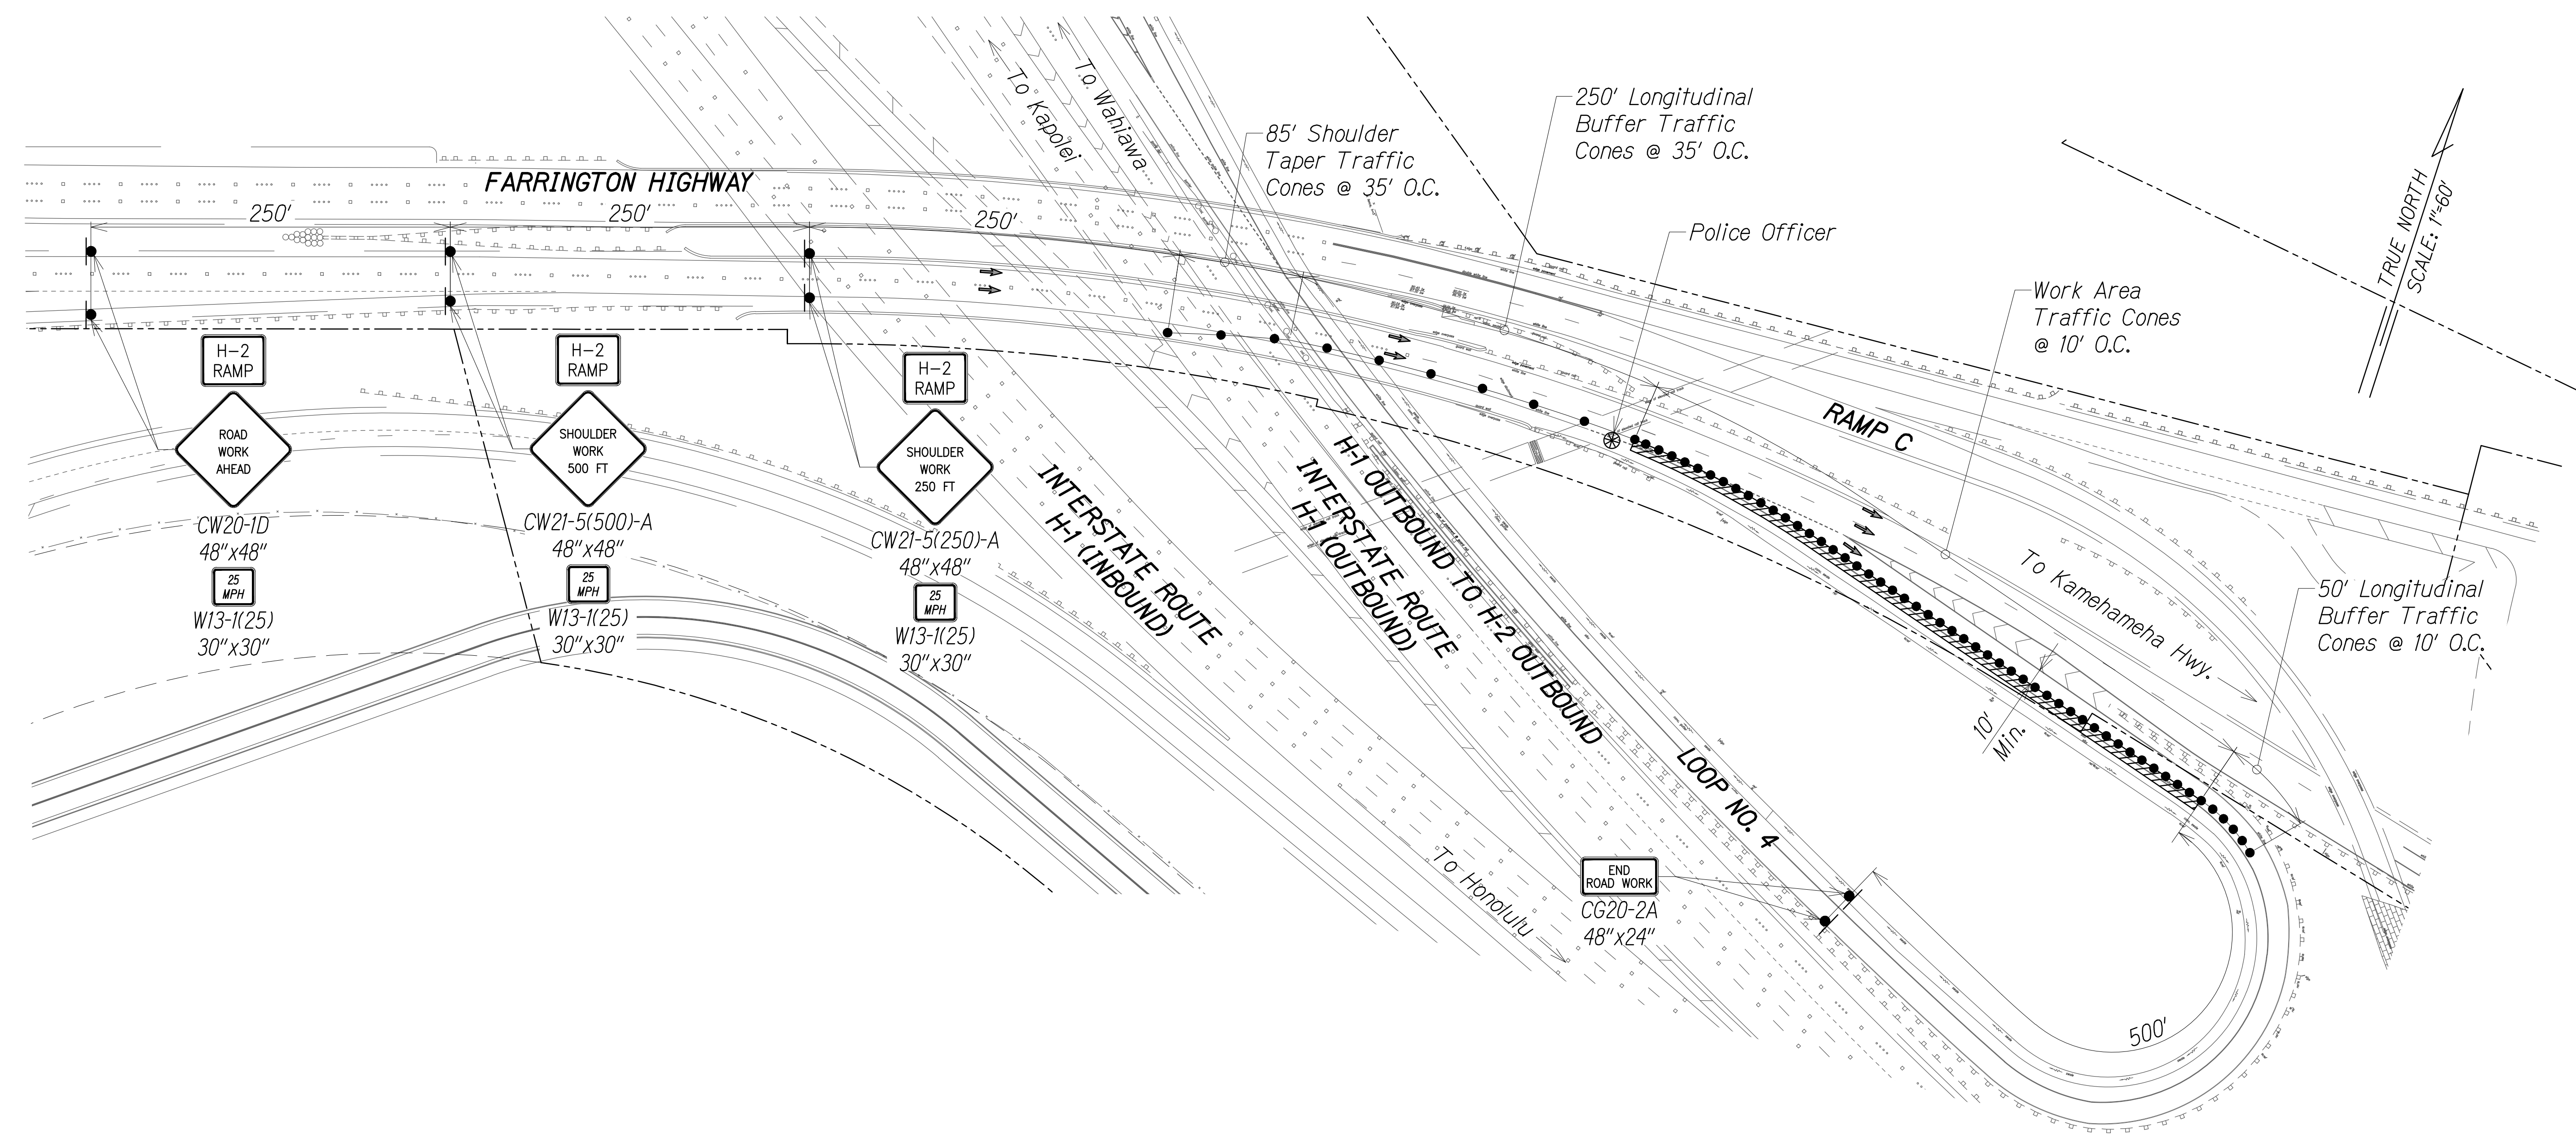 To Kapolei
To Wahiawa
250' Longitudinal
Buffer Traffic
Cones @ 35' O.C.
85' Shoulder
Taper Traffic
Cones @ 35' O.C.
FARRINGTON HIGHWAY
250'
250'
250'
Police Officer
TRUE NORTH
SCALE: 1"=60'
Work Area
Traffic Cones
@ 10' O.C.
H-2
RAMP
ROAD
WORK
AHEAD
CW20-1D
48"x48"
25
MPH
W13-1(25)
30"x30"
H-2
RAMP
SHOULDER
WORK
500 FT
CW21-5(500)-A
48"x48"
25
MPH
W13-1(25)
30"x30"
H-2
RAMP
SHOULDER
WORK
250 FT
CW21-5(250)-A
48"x48"
25
MPH
W13-1(25)
30"x30"
INTERSTATE ROUTE
H-1 (INBOUND)
INTERSTATE ROUTE
H-1 (OUTBOUND)
H-1 OUTBOUND TO H-2 OUTBOUND
RAMP C
To Kamehameha Hwy.
50' Longitudinal
Buffer Traffic
Cones @ 10' O.C.
10'
Min.
LOOP NO. 4
To Honolulu
END
ROAD WORK
CG20-2A
48"x24"
500'